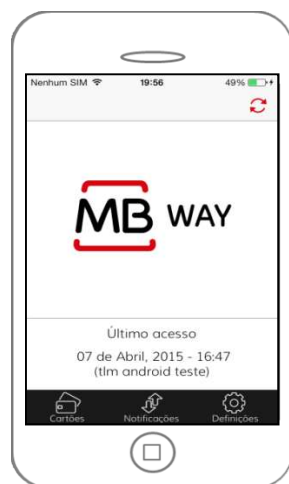 Nenhum SIM 19:56 49%
MB WAY
Último acesso
07 de Abril, 2015 - 16:47
(tlm android teste)
Cartões Notificações Definições